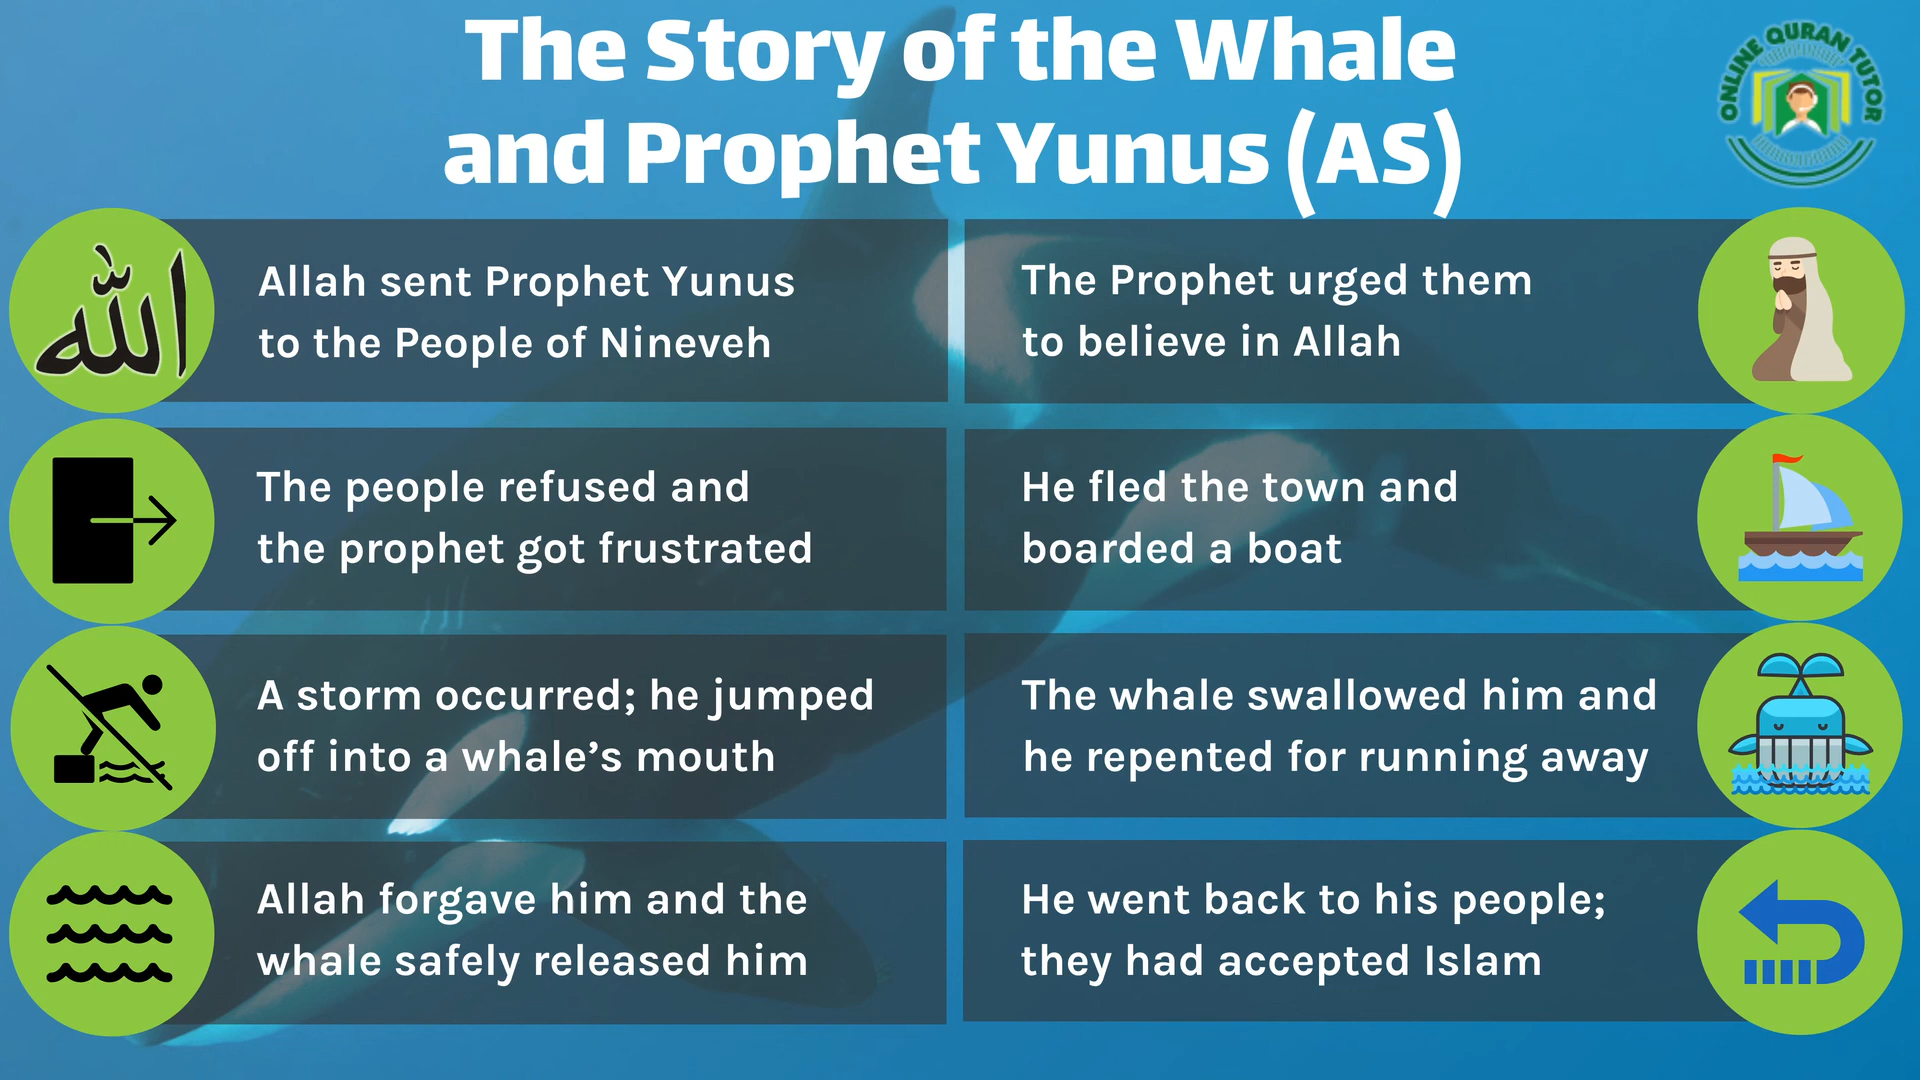 The Story of the Whale
and Prophet Yunus (AS)
ONLINE QURAN TUTOR
الله
Allah sent Prophet Yunus
to the People of Nineveh
The Prophet urged them
to believe in Allah
The people refused and
the prophet got frustrated
He fled the town and
boarded a boat
A storm occurred; he jumped
off into a whale’s mouth
The whale swallowed him and
he repented for running away
Allah forgave him and the
whale safely released him
He went back to his people;
they had accepted Islam